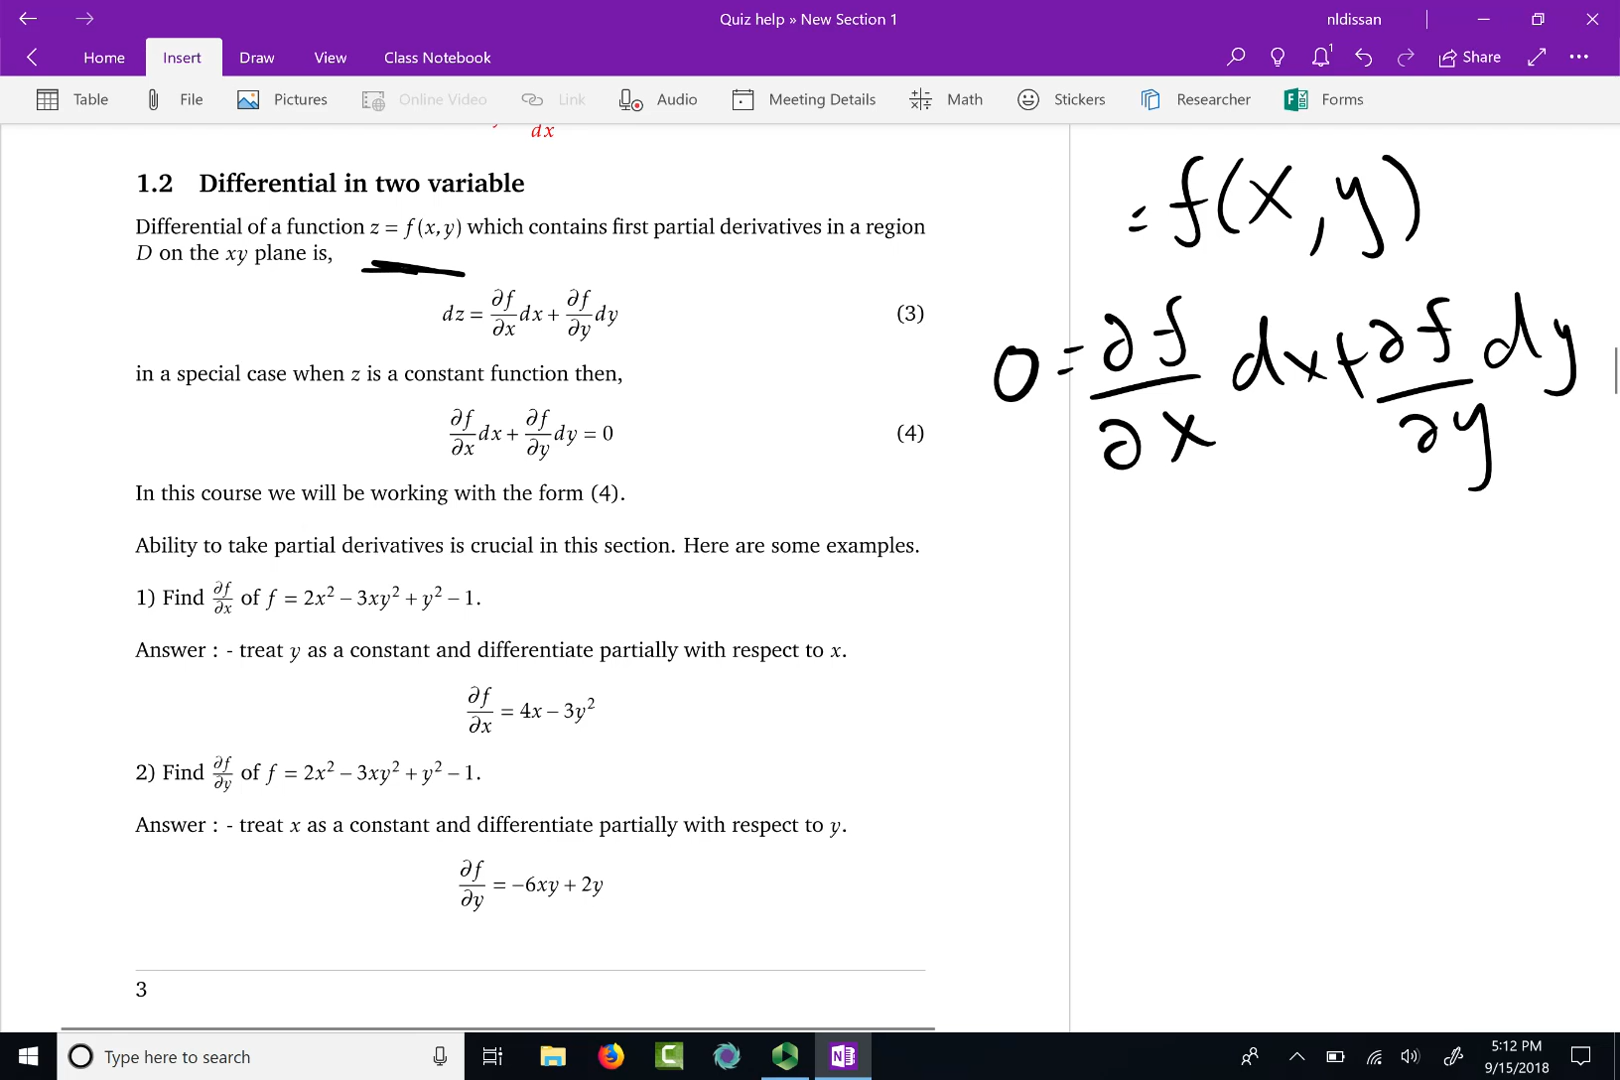 Quiz help » New Section 1
nldissan
Home Insert Draw View Class Notebook
1 Share
Table File Pictures Online Video Link Audio Meeting Details Math Stickers Researcher Forms
dx
1.2 Differential in two variable
Differential of a function z = f(x,y) which contains first partial derivatives in a region
D on the xy plane is,
dz = ∂f/∂x dx + ∂f/∂y dy (3)
in a special case when z is a constant function then,
∂f/∂x dx + ∂f/∂y dy = 0 (4)
In this course we will be working with the form (4).
Ability to take partial derivatives is crucial in this section. Here are some examples.
1) Find ∂f/∂x of f = 2x² − 3xy² + y² − 1.
Answer : - treat y as a constant and differentiate partially with respect to x.
∂f/∂x = 4x − 3y²
2) Find ∂f/∂y of f = 2x² − 3xy² + y² − 1.
Answer : - treat x as a constant and differentiate partially with respect to y.
∂f/∂y = −6xy + 2y
3
= f(x,y)
0 = ∂f/∂x dx + ∂f/∂y dy
Type here to search
5:12 PM
9/15/2018